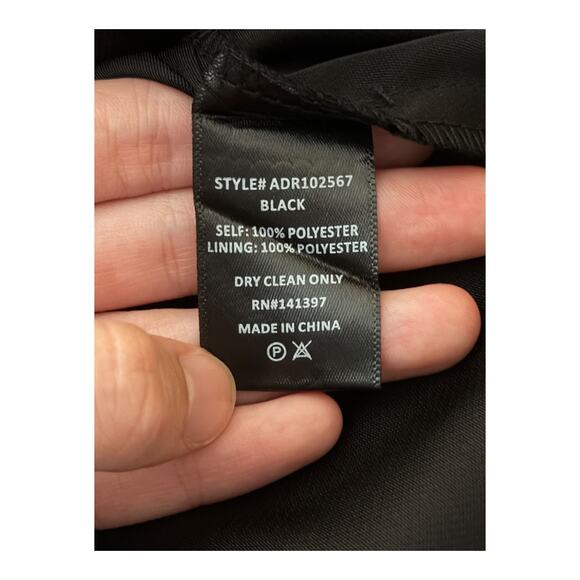 STYLE# ADR102567
BLACK
SELF: 100% POLYESTER
LINING: 100% POLYESTER
DRY CLEAN ONLY
RN#141397
MADE IN CHINA
P